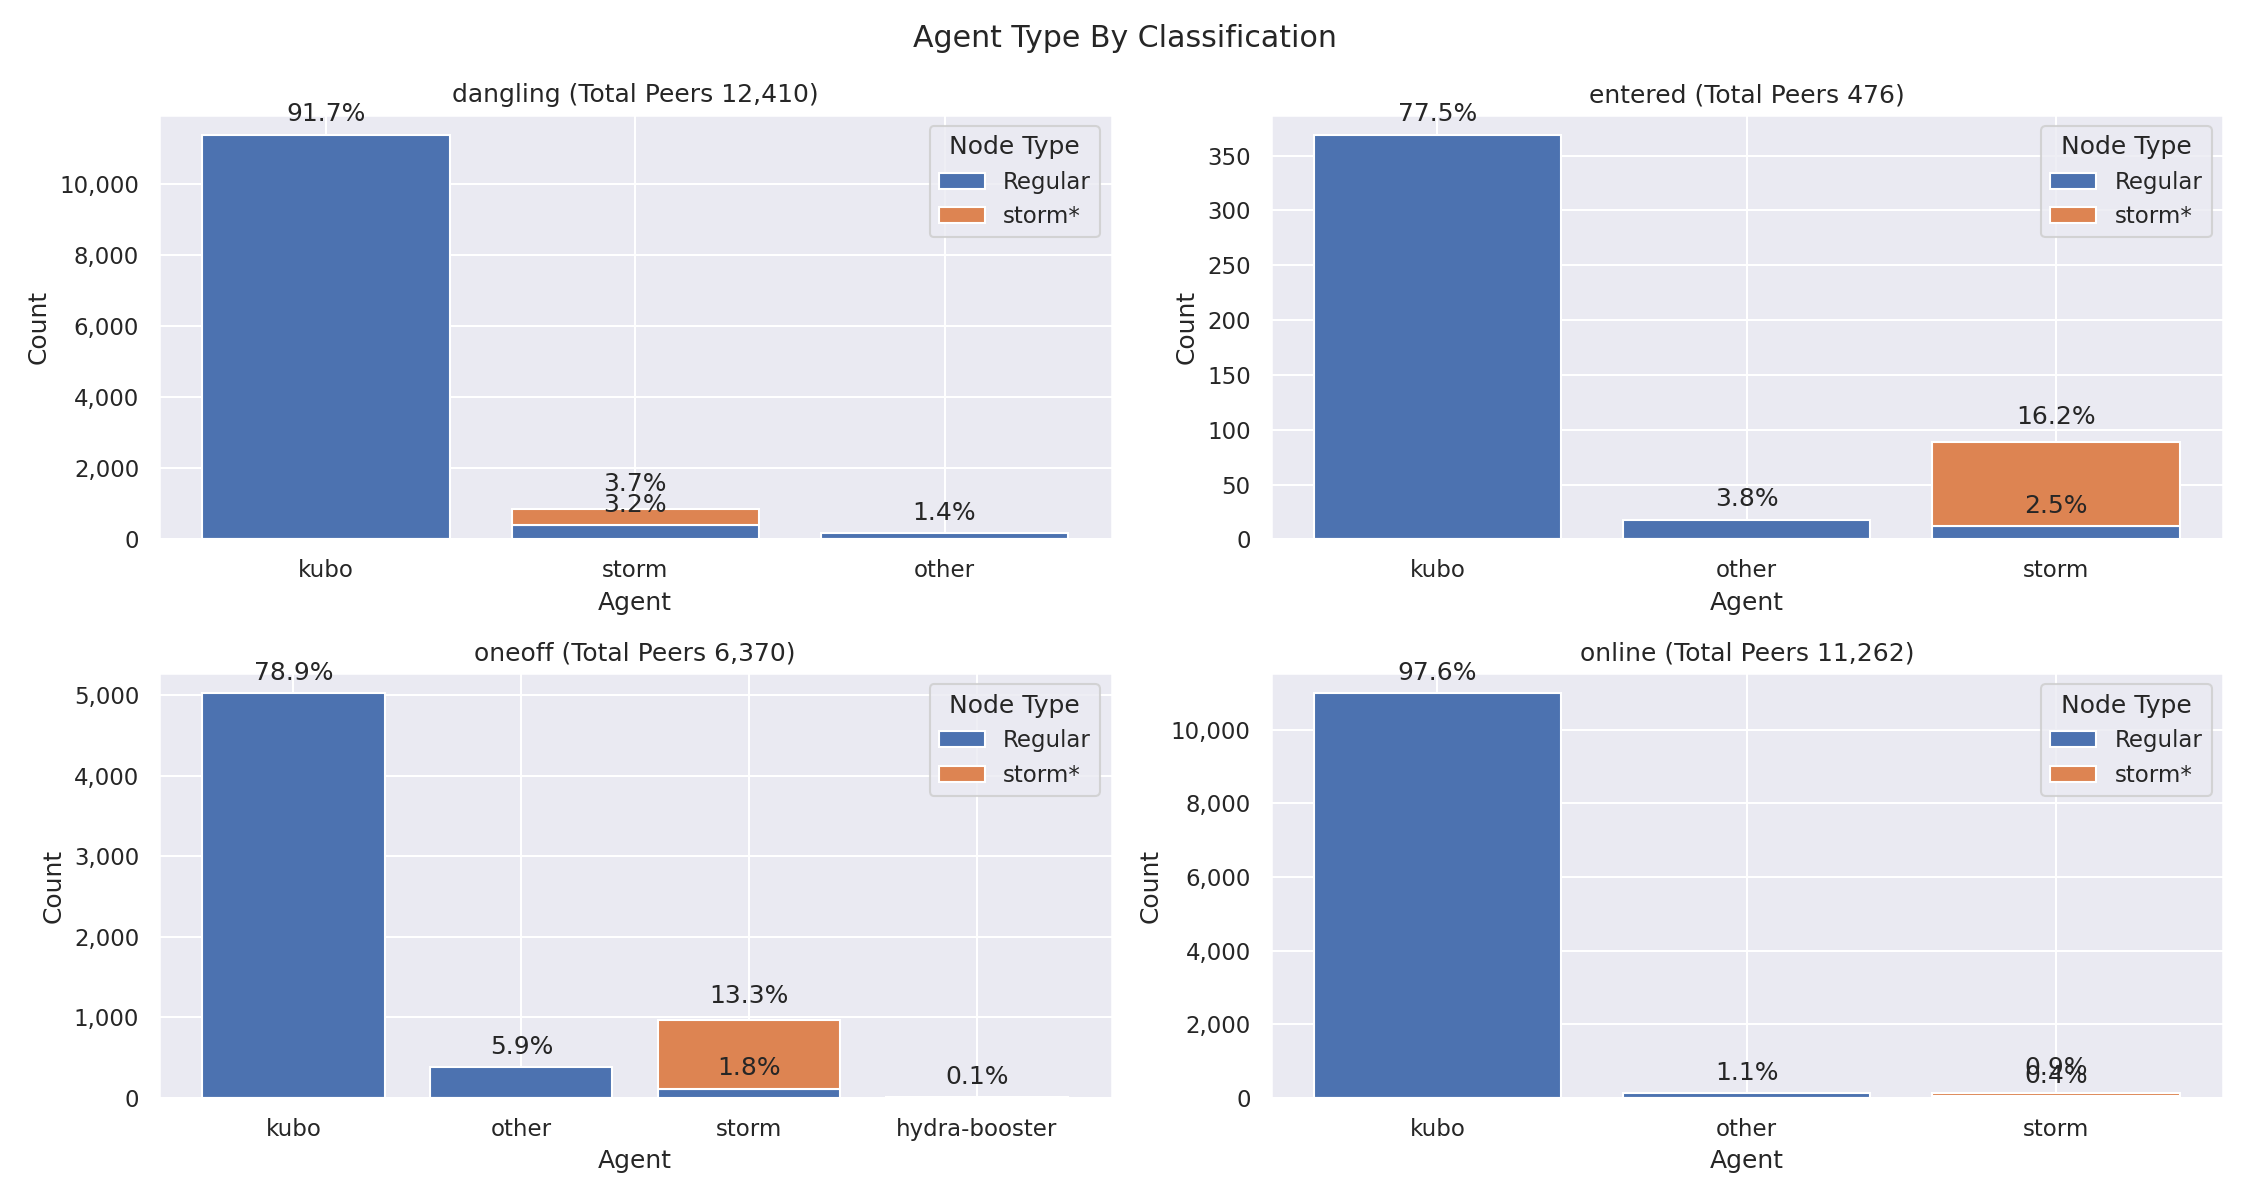 Agent Type By Classification
dangling (Total Peers 12,410)
91.7%
Node Type
Regular
storm*
10,000
8,000
6,000
4,000
2,000
0
Count
3.7%
3.2%
1.4%
kubo
storm
other
Agent
entered (Total Peers 476)
77.5%
Node Type
Regular
storm*
350
300
250
200
150
100
50
0
Count
16.2%
3.8%
2.5%
kubo
other
storm
Agent
oneoff (Total Peers 6,370)
78.9%
Node Type
Regular
storm*
5,000
4,000
3,000
2,000
1,000
0
Count
13.3%
5.9%
1.8%
0.1%
kubo
other
storm
hydra-booster
Agent
online (Total Peers 11,262)
97.6%
Node Type
Regular
storm*
10,000
8,000
6,000
4,000
2,000
0
Count
1.1%
0.9%
0.4%
kubo
other
storm
Agent